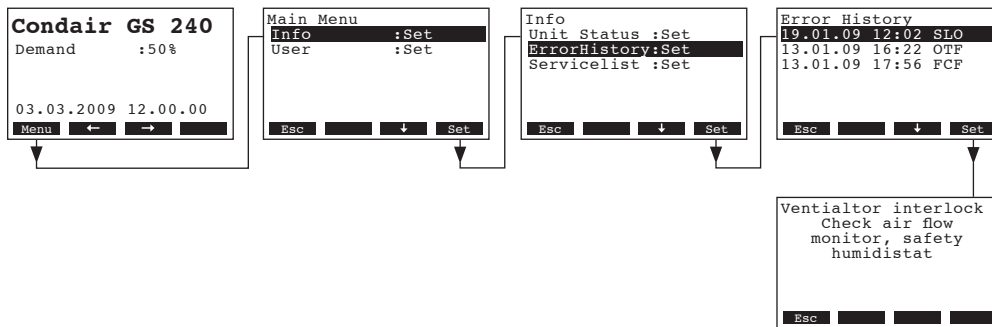 Condair GS 240
Demand :50%
03.03.2009 12.00.00
Menu ← →
Main Menu
Info :Set
User :Set
Esc ↓ Set
Info
Unit Status :Set
ErrorHistory:Set
Servicelist :Set
Esc ↓ Set
Error History
19.01.09 12:02 SLO
13.01.09 16:22 OTF
13.01.09 17:56 FCF
Esc ↓ Set
Ventialtor interlock
Check air flow
monitor, safety
humidistat
Esc